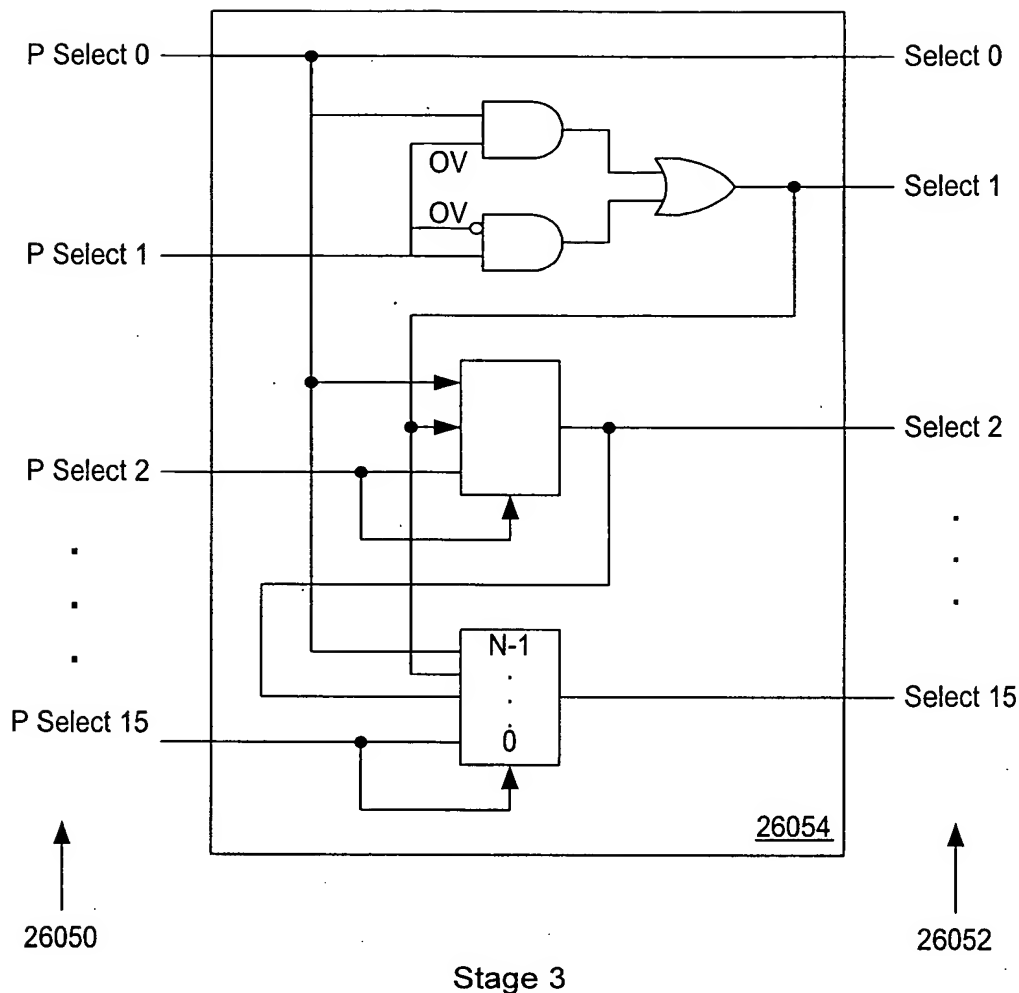 P Select 0
Select 0
OV
Select 1
OV
P Select 1
Select 2
P Select 2
N-1
Select 15
P Select 15
0
26054
26050
26052
Stage 3